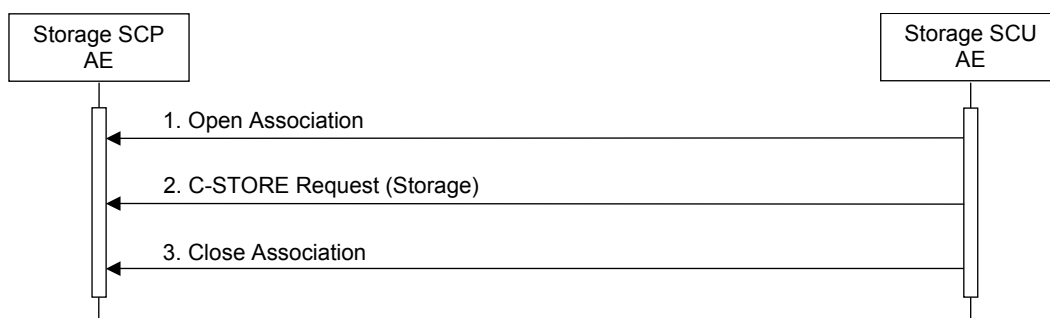 Storage SCP
AE
Storage SCU
AE
1. Open Association
2. C-STORE Request (Storage)
3. Close Association